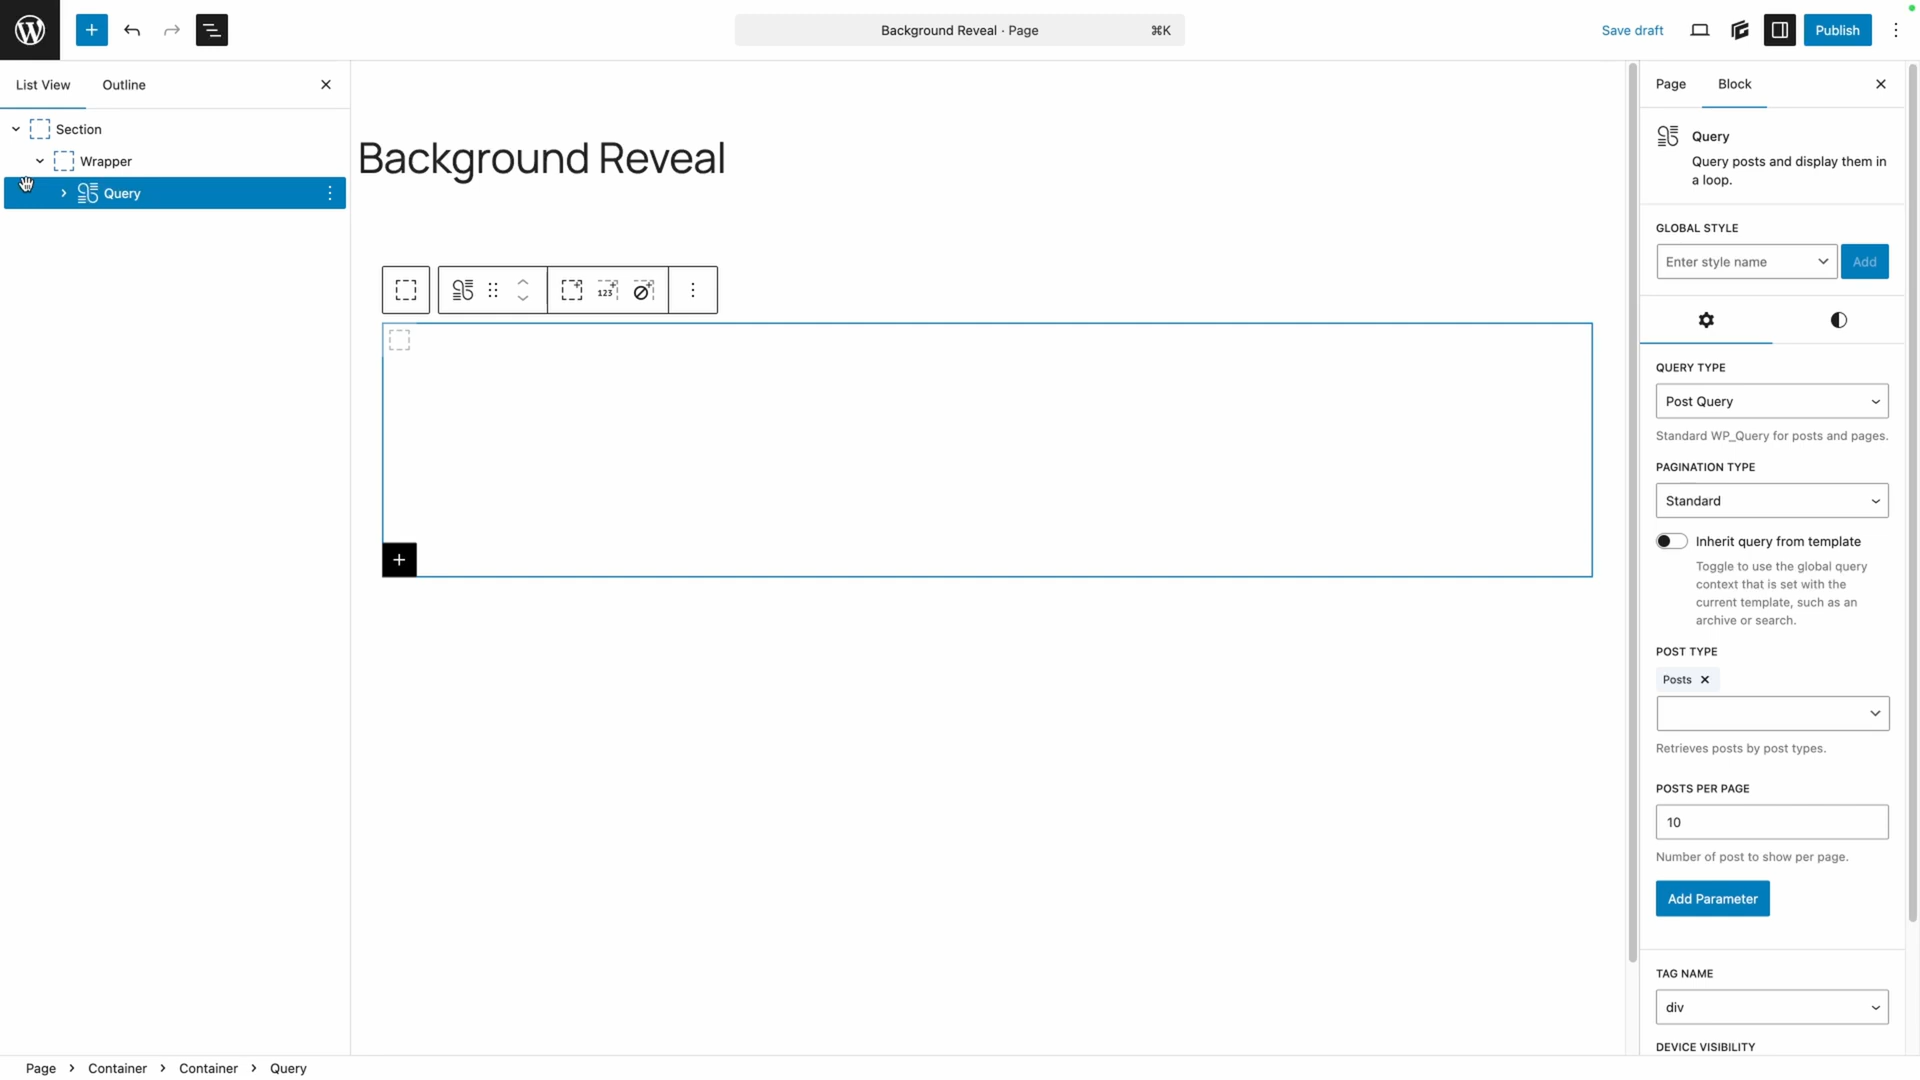 Background Reveal · Page
⌘K
Save draft
Publish
List View
Outline
Section
Wrapper
Query
Background Reveal
123
Page
Block
Query
Query posts and display them in
a loop.
GLOBAL STYLE
Enter style name
Add
QUERY TYPE
Post Query
Standard WP_Query for posts and pages.
PAGINATION TYPE
Standard
Inherit query from template
Toggle to use the global query
context that is set with the
current template, such as an
archive or search.
POST TYPE
Posts
Retrieves posts by post types.
POSTS PER PAGE
10
Number of post to show per page.
Add Parameter
TAG NAME
div
DEVICE VISIBILITY
Page > Container > Container > Query